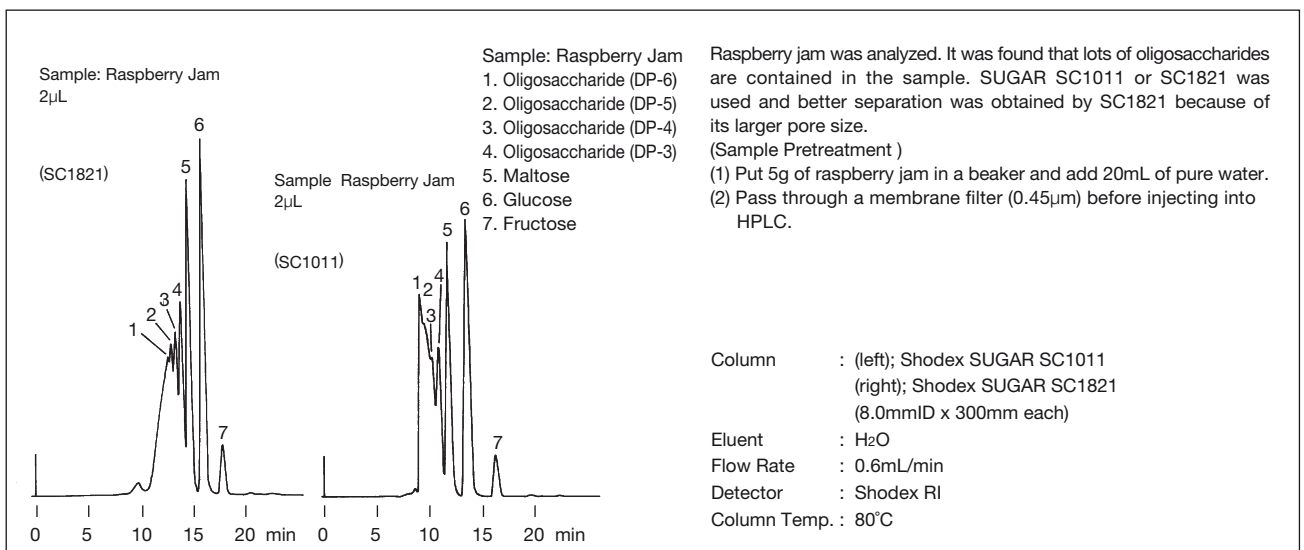 Sample: Raspberry Jam
2μL
(SC1821)
1
2
3
4
5
6
7
0 5 10 15 20 min
Sample Raspberry Jam
2μL
(SC1011)
1
2
3
4
5
6
7
0 5 10 15 20 min
Sample: Raspberry Jam
1. Oligosaccharide (DP-6)
2. Oligosaccharide (DP-5)
3. Oligosaccharide (DP-4)
4. Oligosaccharide (DP-3)
5. Maltose
6. Glucose
7. Fructose
Raspberry jam was analyzed. It was found that lots of oligosaccharides
are contained in the sample. SUGAR SC1011 or SC1821 was
used and better separation was obtained by SC1821 because of
its larger pore size.
(Sample Pretreatment )
(1) Put 5g of raspberry jam in a beaker and add 20mL of pure water.
(2) Pass through a membrane filter (0.45μm) before injecting into
HPLC.
Column : (left); Shodex SUGAR SC1011
(right); Shodex SUGAR SC1821
(8.0mmID x 300mm each)
Eluent : H2O
Flow Rate : 0.6mL/min
Detector : Shodex RI
Column Temp. : 80°C